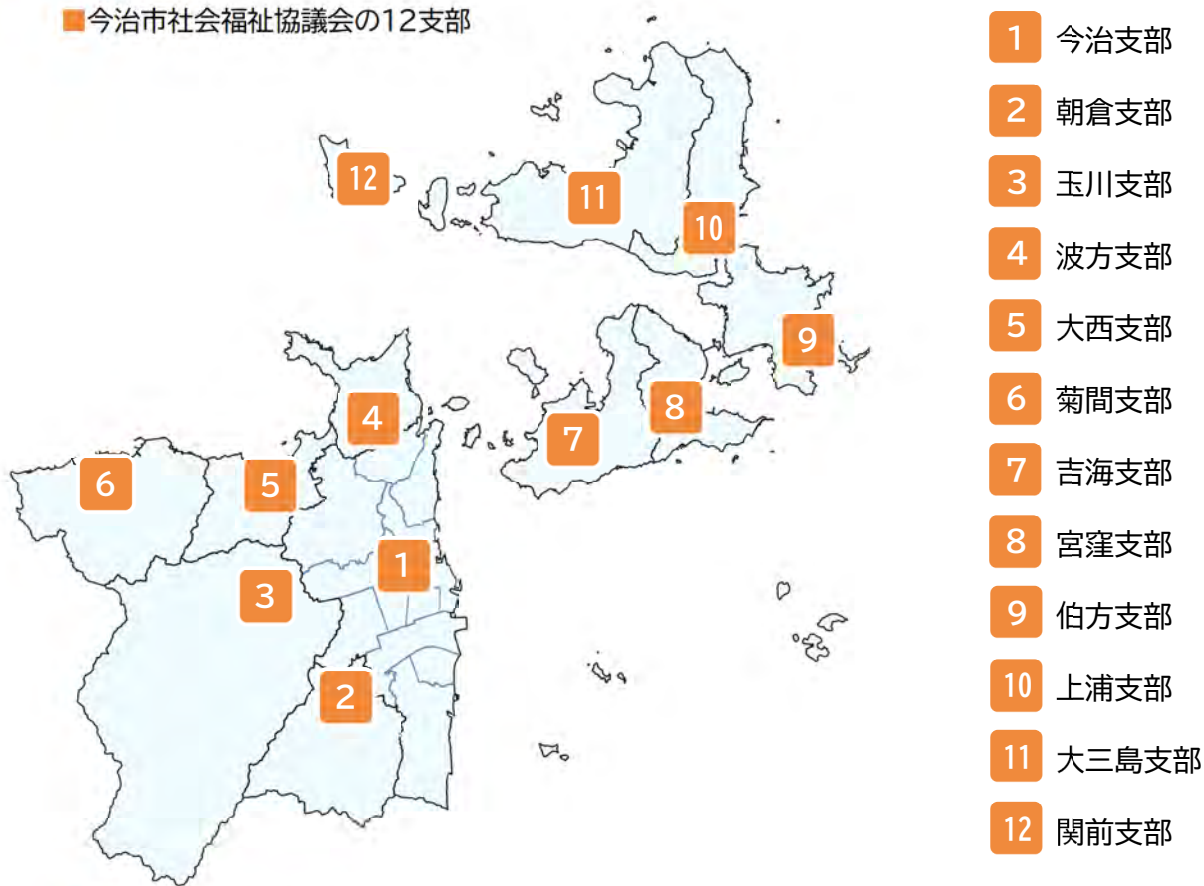 ■今治市社会福祉協議会の12支部
1 今治支部
2 朝倉支部
3 玉川支部
4 波方支部
5 大西支部
6 菊間支部
7 吉海支部
8 宮窪支部
9 伯方支部
10 上浦支部
11 大三島支部
12 関前支部
12
11
10
9
4
8
7
6
5
1
3
2